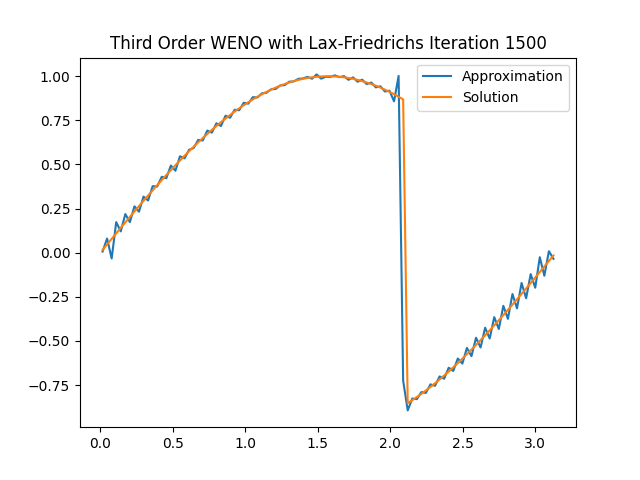 Third Order WENO with Lax-Friedrichs Iteration 1500
Approximation
Solution
1.00
0.75
0.50
0.25
0.00
−0.25
−0.50
−0.75
0.0 0.5 1.0 1.5 2.0 2.5 3.0